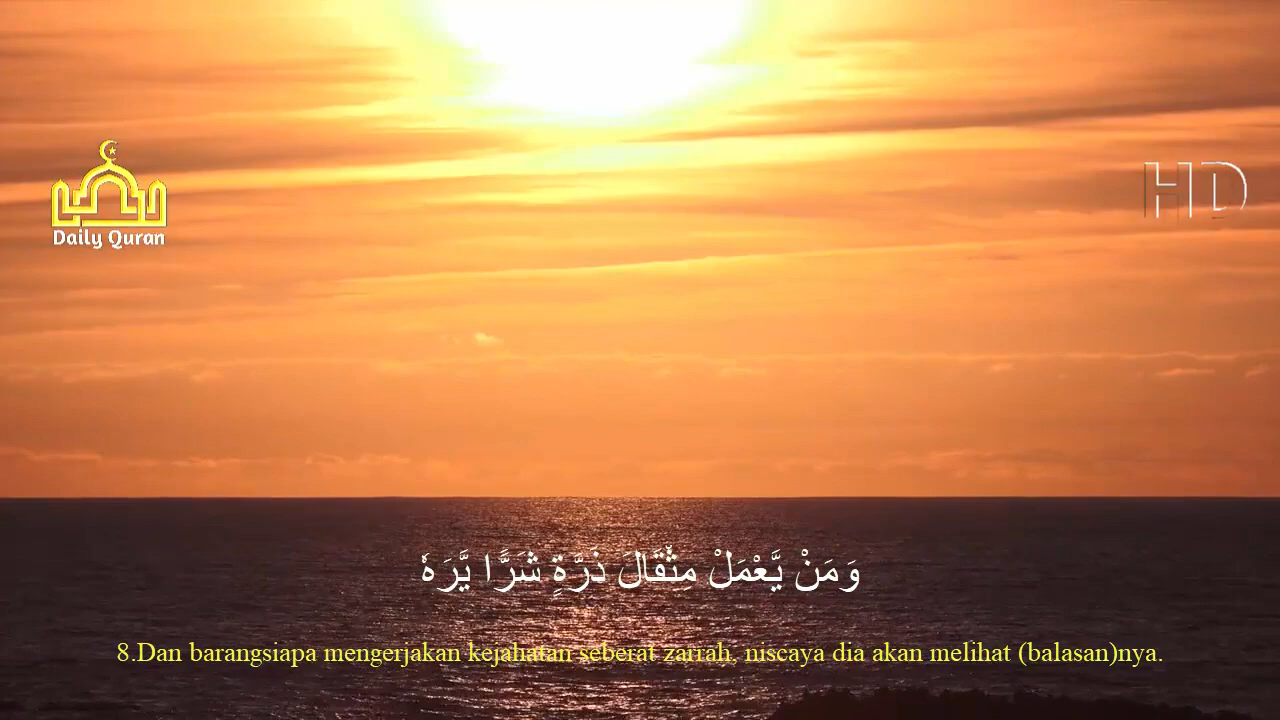 Daily Quran
HD
وَمَنْ يَّعْمَلْ مِثْقَالَ ذَرَّةٍ شَرًّا يَّرَهٗ
8.Dan barangsiapa mengerjakan kejahatan seberat zarrah, niscaya dia akan melihat (balasan)nya.